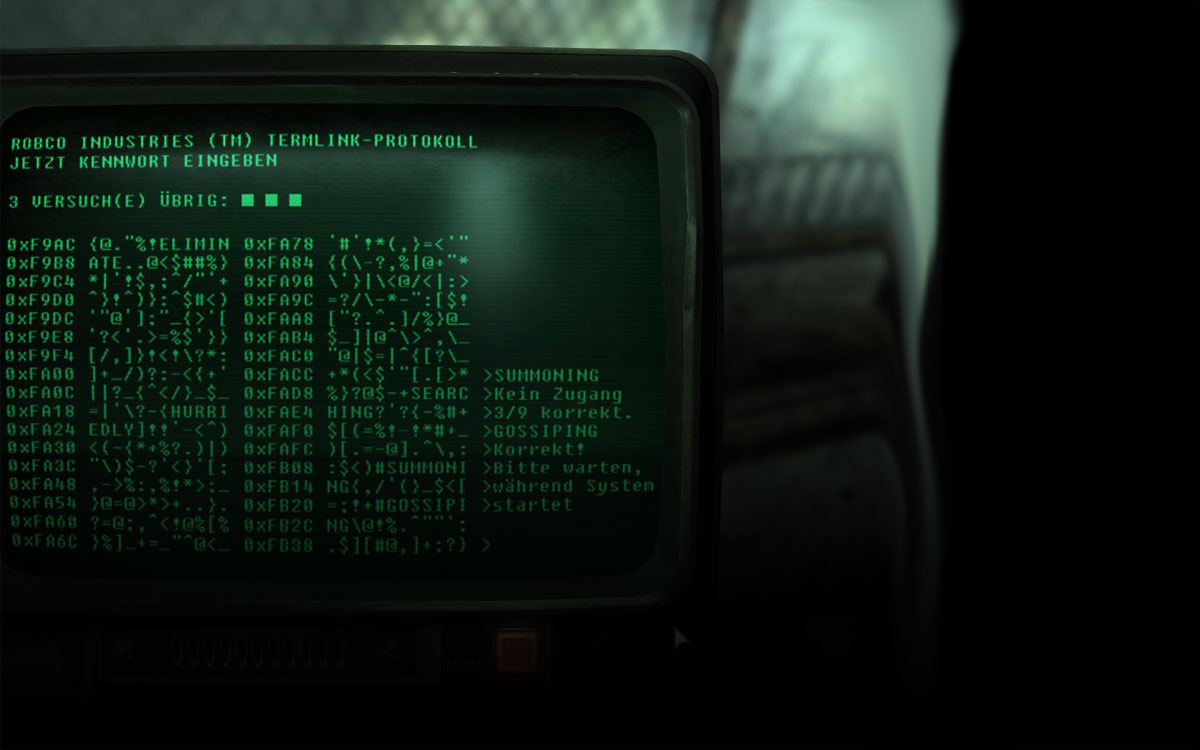 ROBCO INDUSTRIES (TM) TERMLINK-PROTOKOLL
JETZT KENNWORT EINGEBEN
3 VERSUCH(E) ÜBRIG: ■ ■ ■
0xF9AC {@."%!ELIMIN 0xFA78 '#'!*(,}=<'"
0xF9B8 ATE..@<$##%} 0xFA84 {(\-?,%|@+"*
0xF9C4 *|'!$,:^/"'+ 0xFA90 \'}|\<@/<|:>
0xF9D0 ^}!^)}:^$#<) 0xFA9C =?/\-*-":[$!
0xF9DC '"@']:"_{>'[ 0xFAA8 ["?.^.]/%}@_
0xF9E8 '?<'.>=%$'}} 0xFAB4 $_]|@^\>^,\_
0xF9F4 [/,]}!<!\?*: 0xFAC0 "@|$=|^{[?\_
0xFA00 ]+_/)?:-<{+' 0xFACC +*(<$'"[.[>* >SUMMONING
0xFA0C ||?_{^</}_$_ 0xFAD8 %}?@$-+SEARC >Kein Zugang
0xFA18 =|'\?-{HURRI 0xFAE4 HING?'?{-%#+ >3/9 korrekt.
0xFA24 EDLY]!!'-<^) 0xFAF0 $[(=%!-!*#+_ >GOSSIPING
0xFA30 <(-{*+%?.)|) 0xFAFC )[.=-@].^\,: >Korrekt!
0xFA3C "\)$-?'<}'[: 0xFB08 :$<)#SUMMONI >Bitte warten,
0xFA48 ,->%:,%!*>:_ 0xFB14 NG{,/'(}_$<[ >während System
0xFA54 }@=@>*>+..}. 0xFB20 =;!+#GOSSIPI >startet
0xFA60 ?=@:,^<!@%[% 0xFB2C NG\@!%.^""':
0xFA6C }%]_+=_"^@<_ 0xFB38 .$][#@,]+;?) >